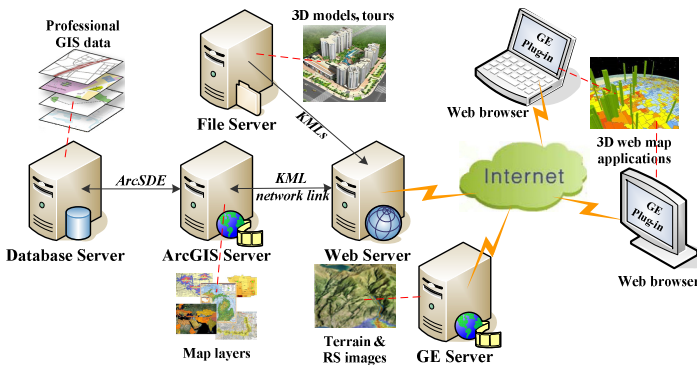 Professional
GIS data
3D models, tours
GE
Plug-in
Web browser
File Server
KMLs
3D web map
applications
ArcSDE
KML
network link
Internet
GE
Plug-in
Database Server
ArcGIS Server
Web Server
Web browser
Map layers
Terrain &
RS images
GE Server